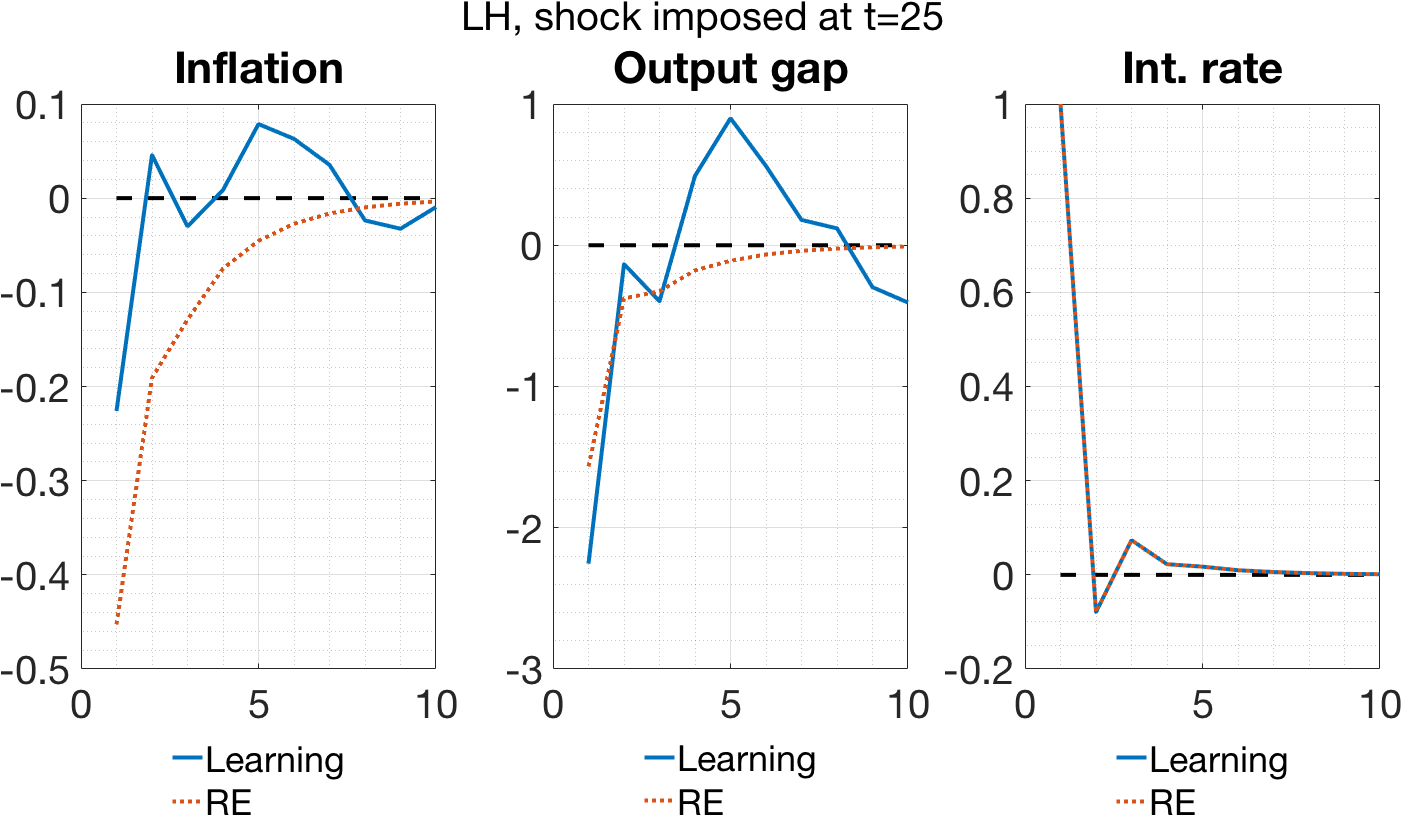 LH, shock imposed at t=25
Inflation
0.1
0
-0.1
-0.2
-0.3
-0.4
-0.5
0 5 10
Learning
RE
Output gap
1
0
-1
-2
-3
0 5 10
Learning
RE
Int. rate
1
0.8
0.6
0.4
0.2
0
-0.2
0 5 10
Learning
RE